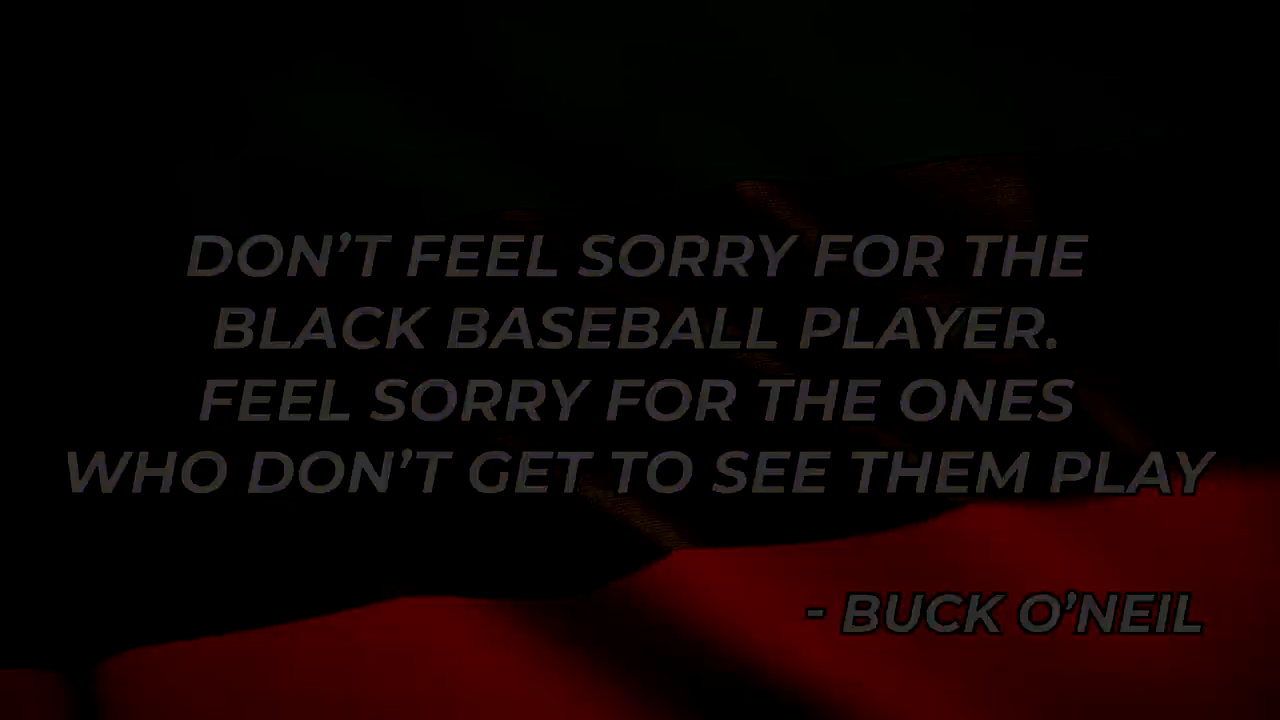 DON’T FEEL SORRY FOR THE
BLACK BASEBALL PLAYER.
FEEL SORRY FOR THE ONES
WHO DON’T GET TO SEE THEM PLAY
- BUCK O’NEIL